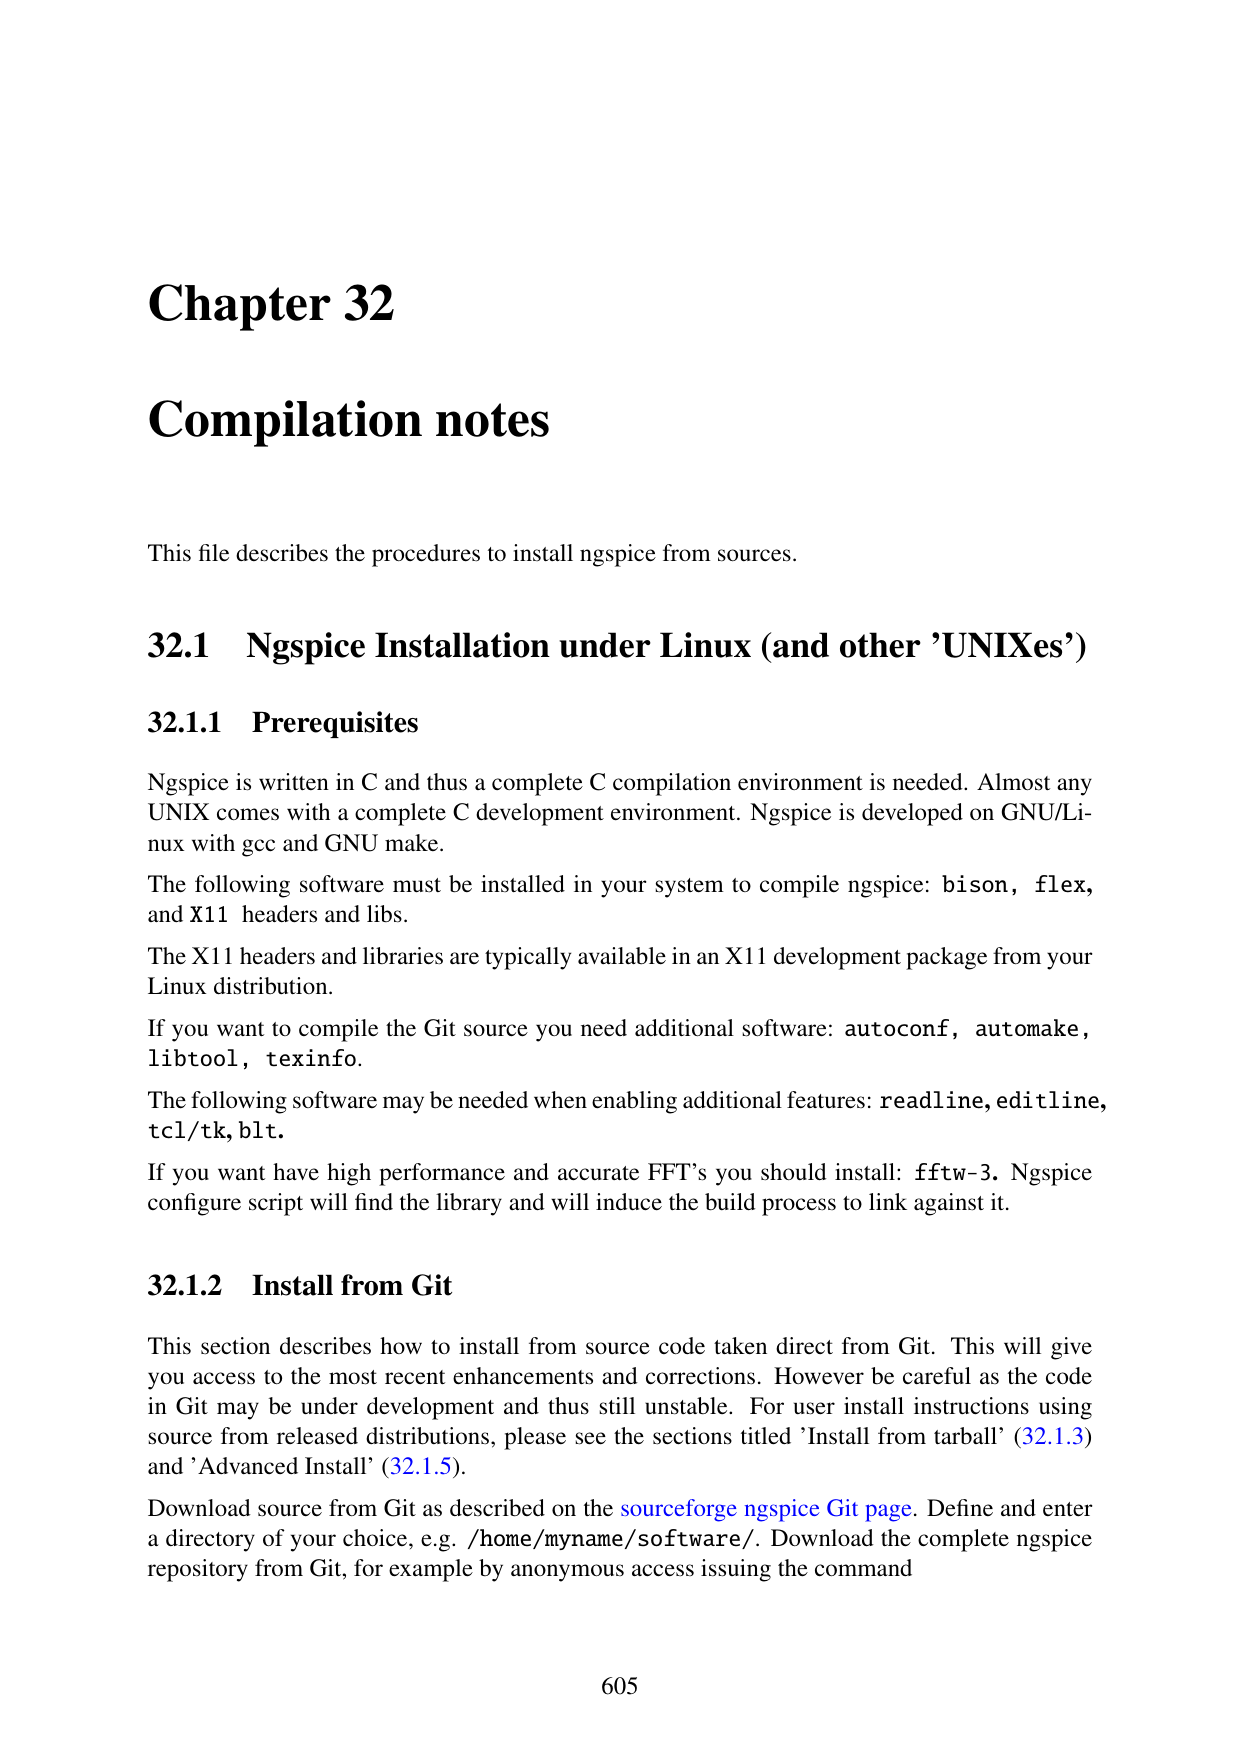 Chapter 32
Compilation notes
This file describes the procedures to install ngspice from sources.
32.1 Ngspice Installation under Linux (and other ’UNIXes’)
32.1.1 Prerequisites
Ngspice is written in C and thus a complete C compilation environment is needed. Almost any
UNIX comes with a complete C development environment. Ngspice is developed on GNU/Li-
nux with gcc and GNU make.
The following software must be installed in your system to compile ngspice: bison, flex,
and X11 headers and libs.
The X11 headers and libraries are typically available in an X11 development package from your
Linux distribution.
If you want to compile the Git source you need additional software: autoconf, automake,
libtool, texinfo.
The following software may be needed when enabling additional features: readline, editline,
tcl/tk, blt.
If you want have high performance and accurate FFT’s you should install: fftw-3. Ngspice
configure script will find the library and will induce the build process to link against it.
32.1.2 Install from Git
This section describes how to install from source code taken direct from Git. This will give
you access to the most recent enhancements and corrections. However be careful as the code
in Git may be under development and thus still unstable. For user install instructions using
source from released distributions, please see the sections titled ’Install from tarball’ (32.1.3)
and ’Advanced Install’ (32.1.5).
Download source from Git as described on the sourceforge ngspice Git page. Define and enter
a directory of your choice, e.g. /home/myname/software/. Download the complete ngspice
repository from Git, for example by anonymous access issuing the command
605